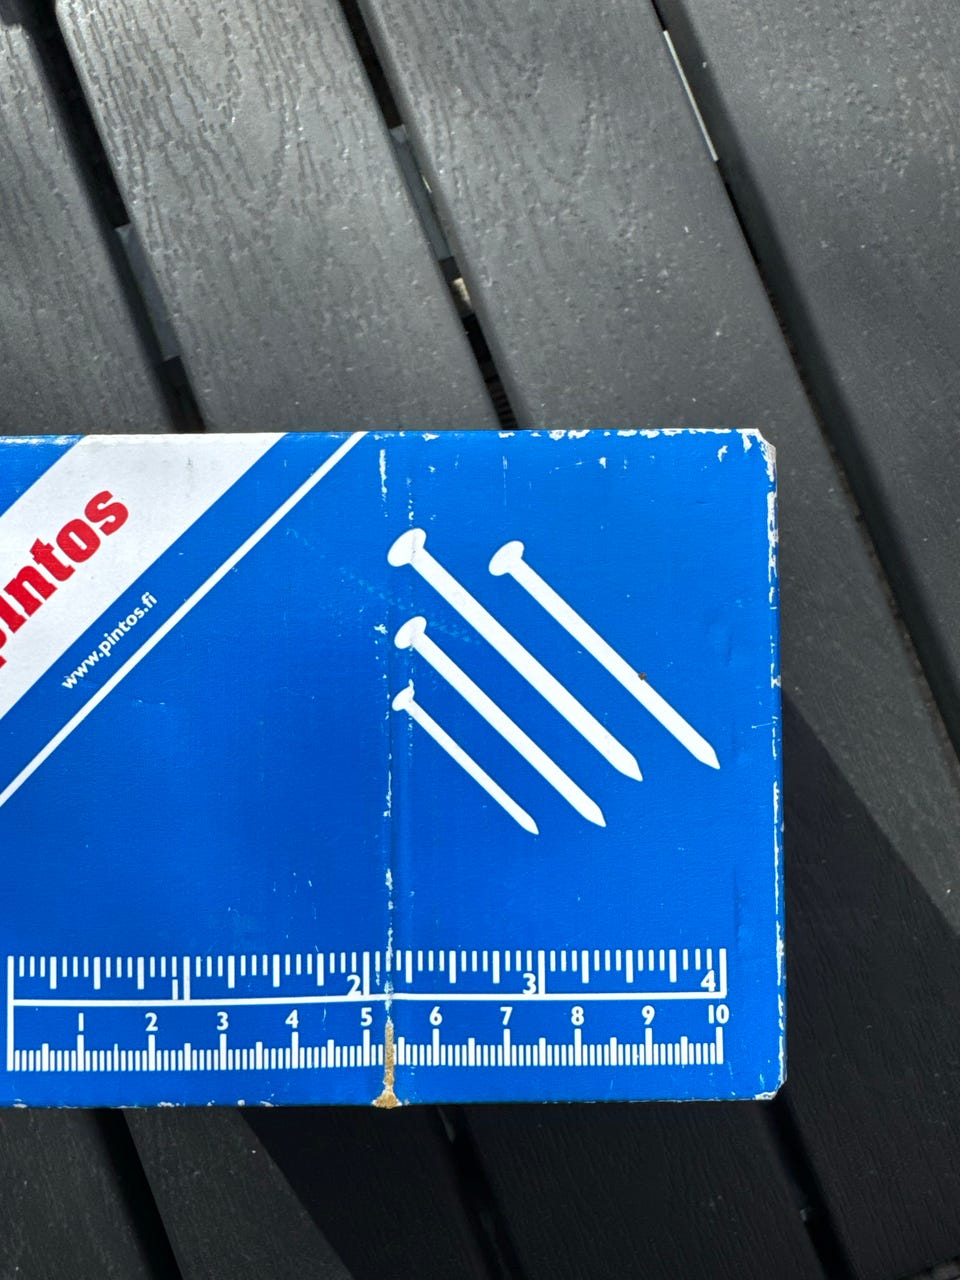 pintos
www.pintos.fi
1 2 3 4
1 2 3 4 5 6 7 8 9 10